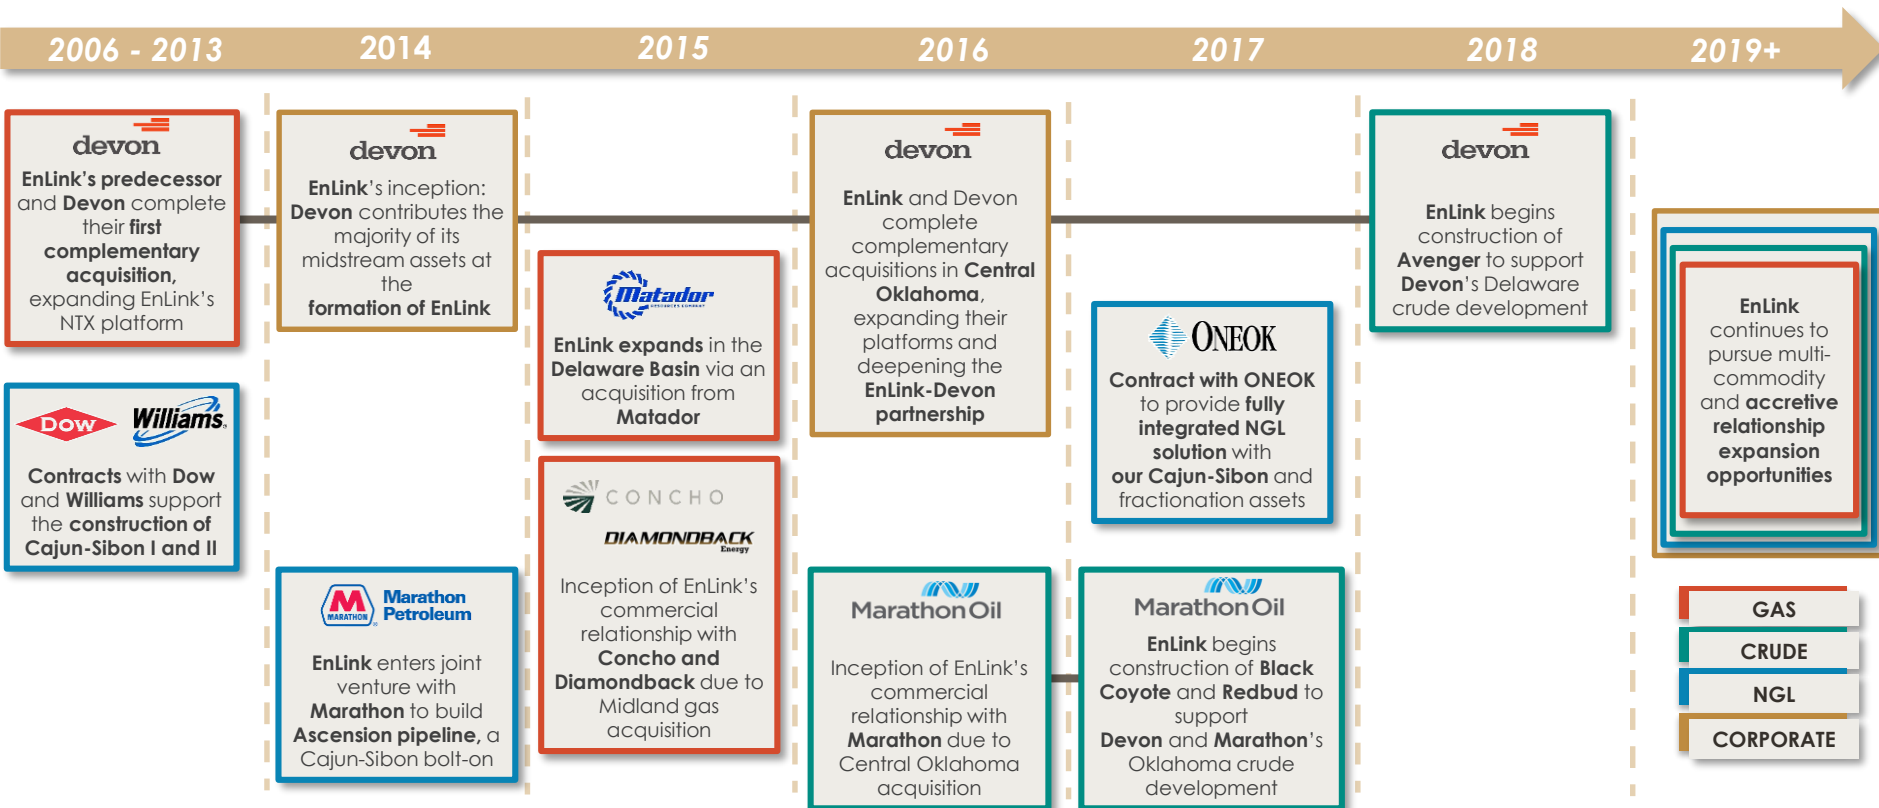 2006 - 2013
2014
2015
2016
2017
2018
2019+
devon
EnLink's predecessor
and Devon complete
their first
complementary
acquisition,
expanding EnLink's
NTX platform
DOW
Williams.
Contracts with Dow
and Williams support
the construction of
Cajun-Sibon I and II
devon
EnLink's inception:
Devon contributes the
majority of its
midstream assets at
the
formation of EnLink
M
MARATHON
Marathon
Petroleum
EnLink enters joint
venture with
Marathon to build
Ascension pipeline, a
Cajun-Sibon bolt-on
Matador
RESOURCES COMPANY
EnLink expands in the
Delaware Basin via an
acquisition from
Matador
CONCHO
DIAMONDBACK
Energy
Inception of EnLink's
commercial
relationship with
Concho and
Diamondback due to
Midland gas
acquisition
devon
EnLink and Devon
complete
complementary
acquisitions in Central
Oklahoma,
expanding their
platforms and
deepening the
EnLink-Devon
partnership
Marathon Oil
Inception of EnLink's
commercial
relationship with
Marathon due to
Central Oklahoma
acquisition
ONEOK
Contract with ONEOK
to provide fully
integrated NGL
solution with
our Cajun-Sibon and
fractionation assets
Marathon Oil
EnLink begins
construction of Black
Coyote and Redbud to
support
Devon and Marathon's
Oklahoma crude
development
devon
EnLink begins
construction of
Avenger to support
Devon's Delaware
crude development
EnLink
continues to
pursue multi-
commodity
and accretive
relationship
expansion
opportunities
GAS
CRUDE
NGL
CORPORATE